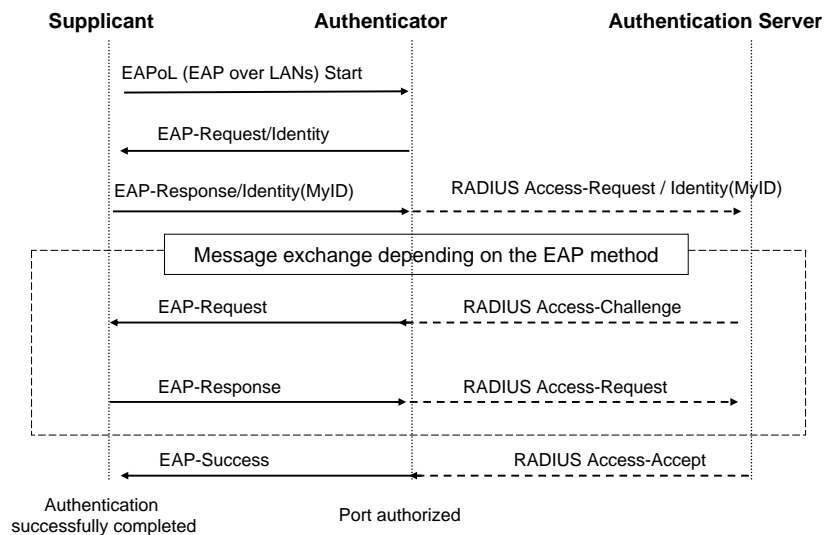 Supplicant
Authenticator
Authentication Server
EAPoL (EAP over LANs) Start
EAP-Request/Identity
EAP-Response/Identity(MyID)
RADIUS Access-Request / Identity(MyID)
Message exchange depending on the EAP method
EAP-Request
RADIUS Access-Challenge
EAP-Response
RADIUS Access-Request
EAP-Success
RADIUS Access-Accept
Authentication
successfully completed
Port authorized